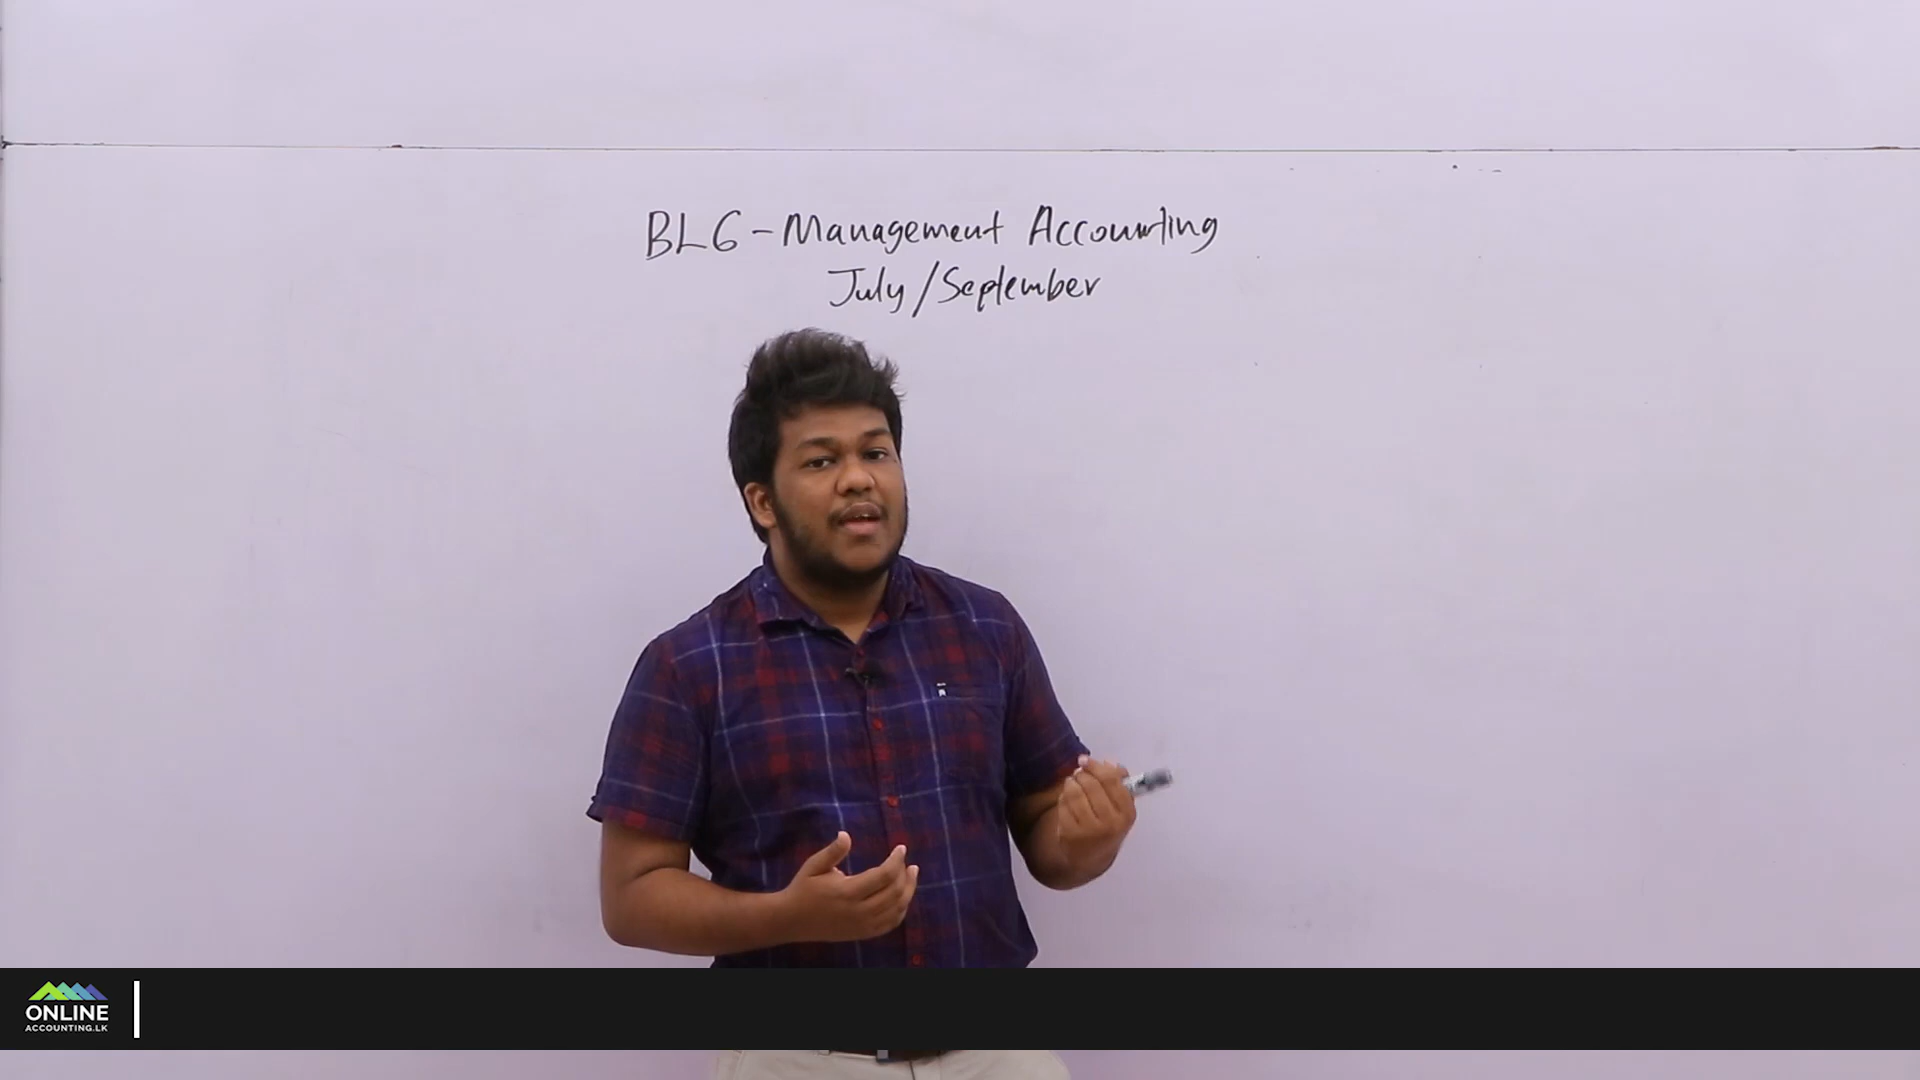 BL6 - Management Accounting
July/September
ONLINE
ACCOUNTING.LK